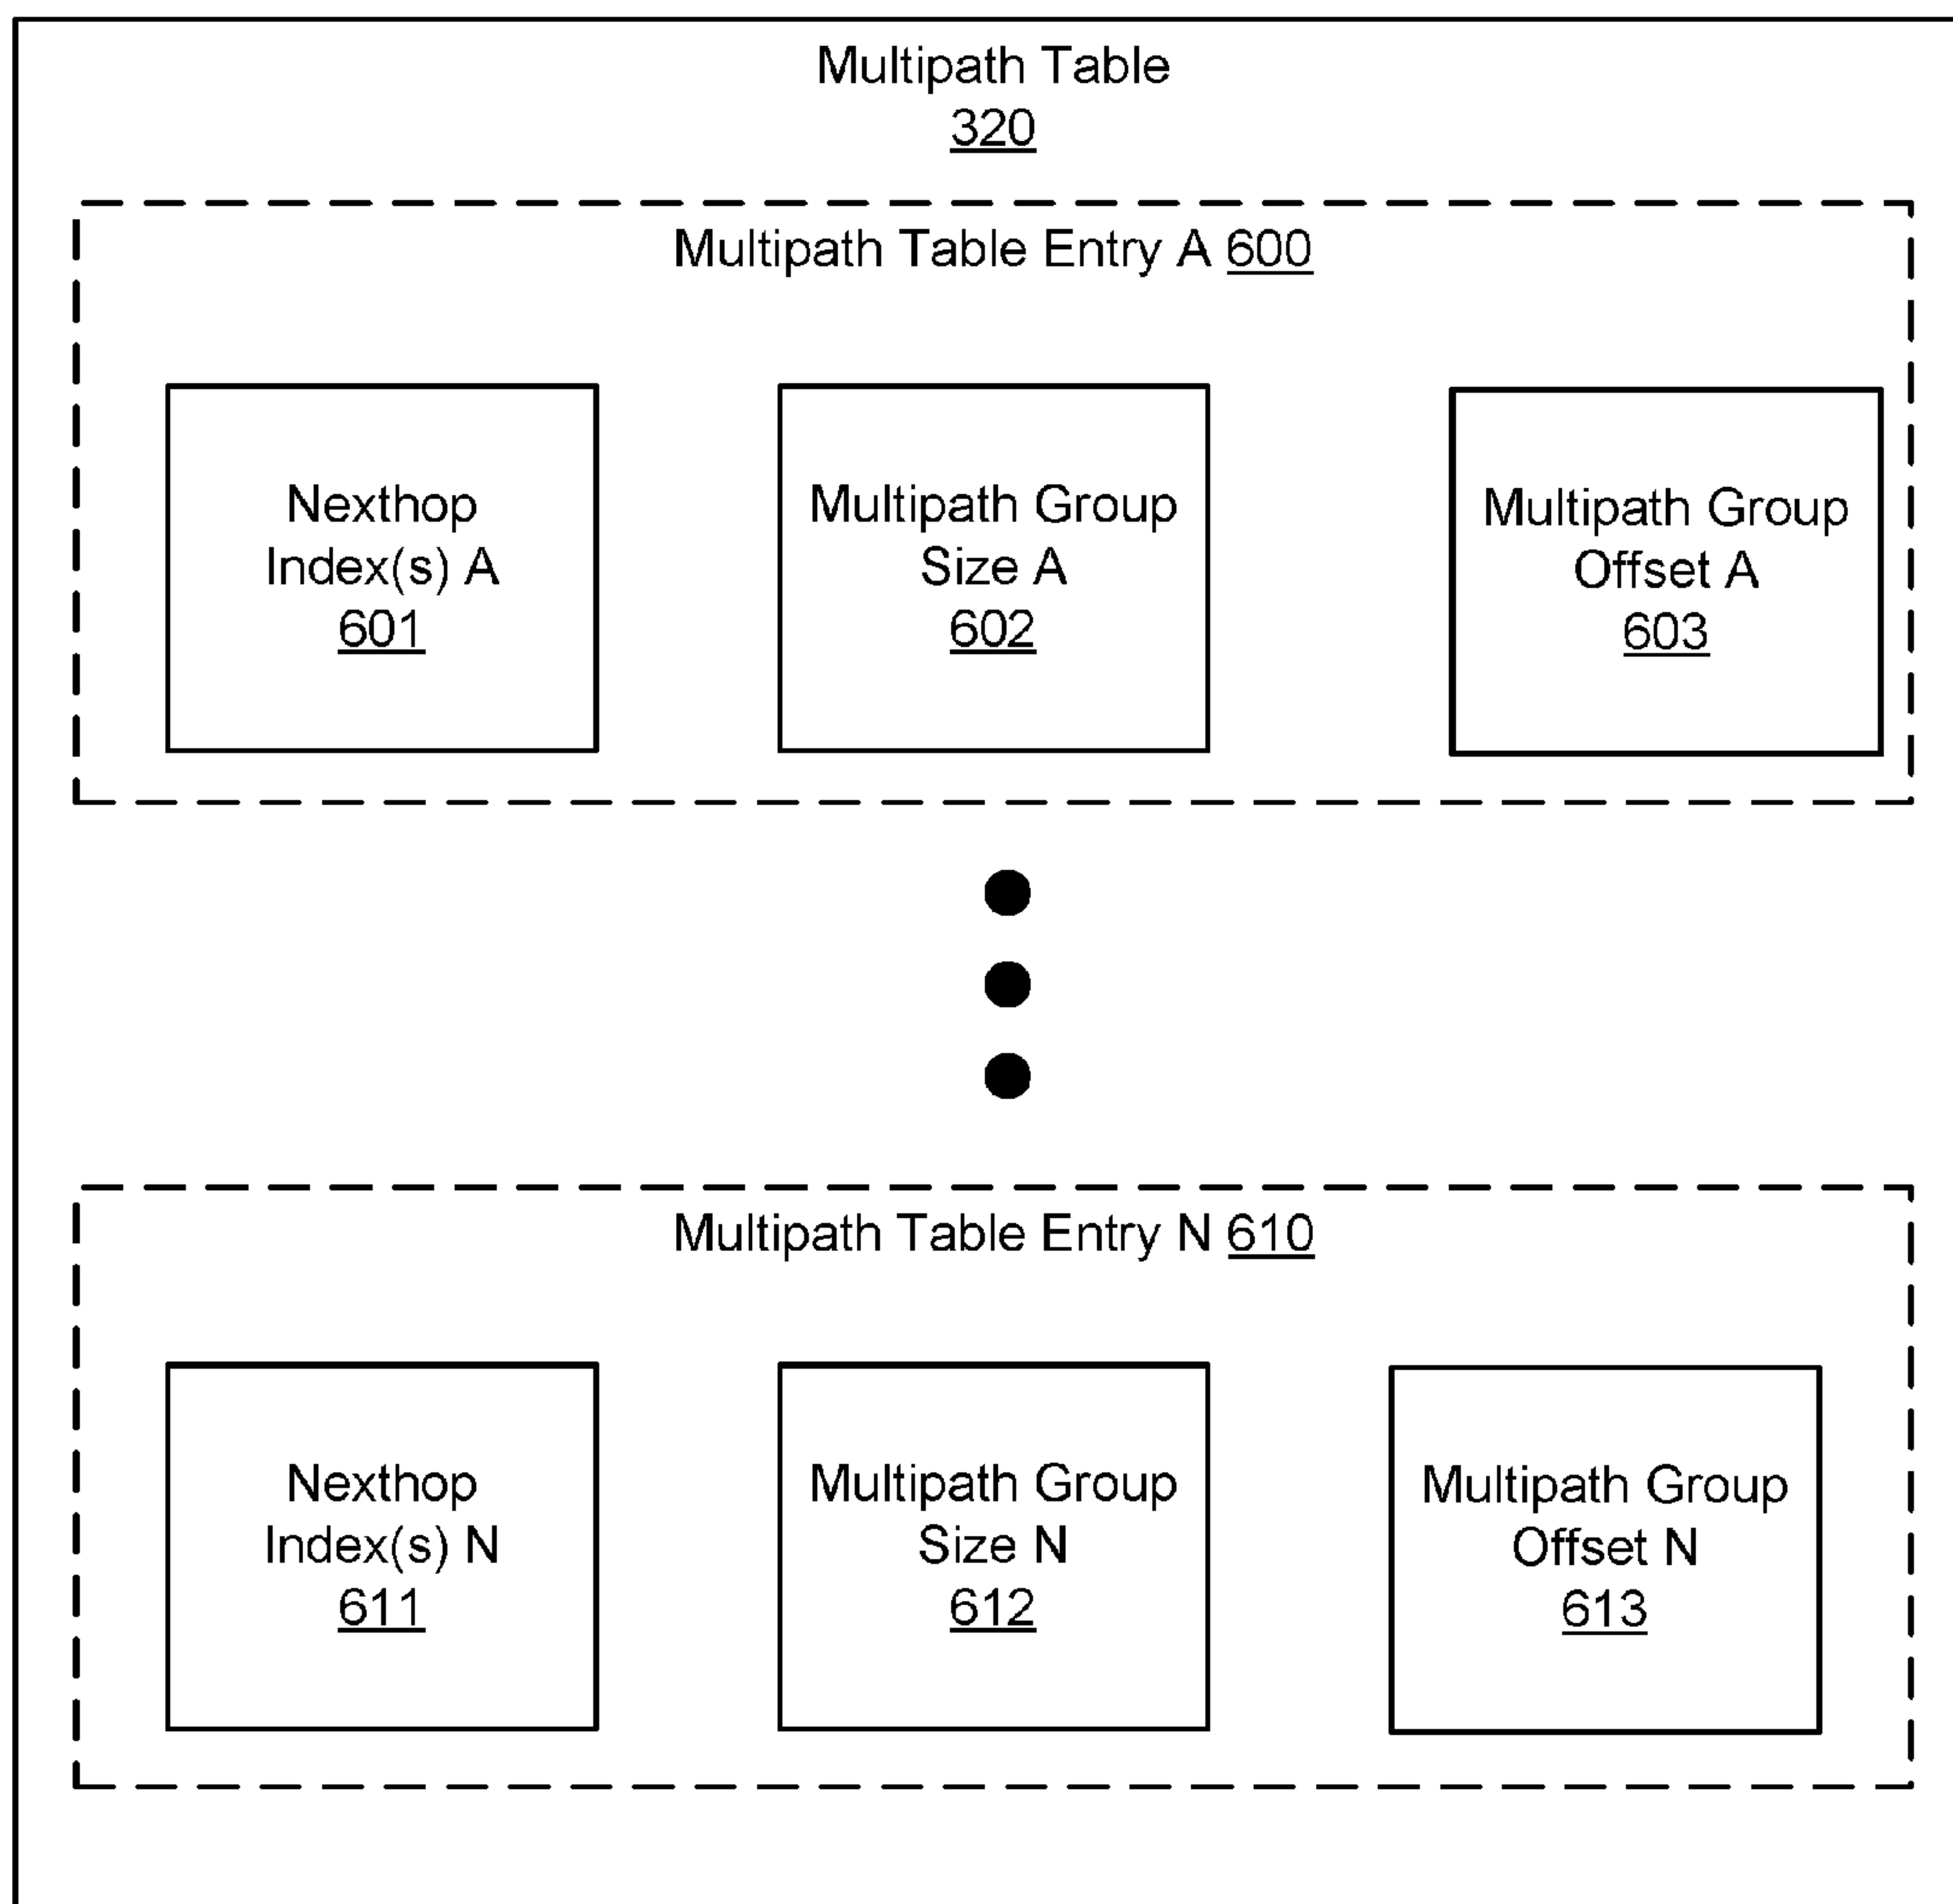 Multipath Table
320
Multipath Table Entry A 600
Nexthop
Index(s) A
601
Multipath Group
Size A
602
Multipath Group
Offset A
603
Multipath Table Entry N 610
Nexthop
Index(s) N
611
Multipath Group
Size N
612
Multipath Group
Offset N
613